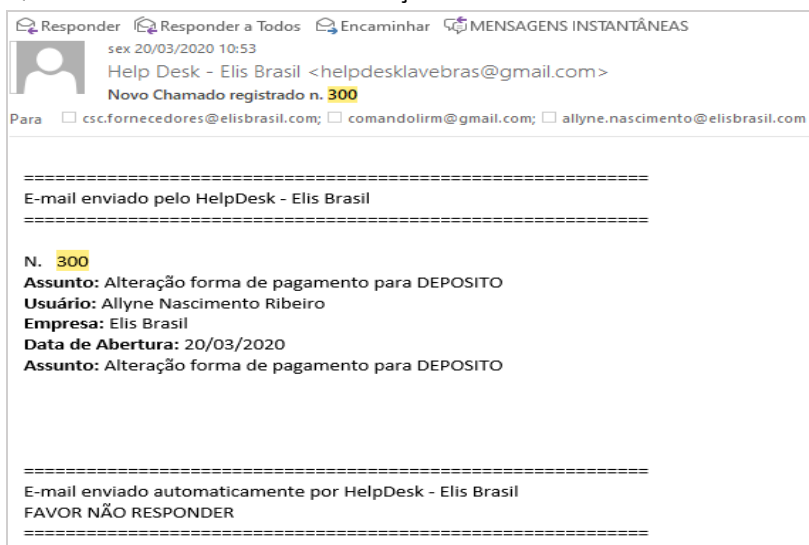 Responder Responder a Todos Encaminhar MENSAGENS INSTANTÂNEAS
sex 20/03/2020 10:53
Help Desk - Elis Brasil <helpdesklavebras@gmail.com>
Novo Chamado registrado n. 300
Para csc.fornecedores@elisbrasil.com; comandolirm@gmail.com; allyne.nascimento@elisbrasil.com
============================================================
E-mail enviado pelo HelpDesk - Elis Brasil
============================================================
N. 300
Assunto: Alteração forma de pagamento para DEPOSITO
Usuário: Allyne Nascimento Ribeiro
Empresa: Elis Brasil
Data de Abertura: 20/03/2020
Assunto: Alteração forma de pagamento para DEPOSITO
============================================================
E-mail enviado automaticamente por HelpDesk - Elis Brasil
FAVOR NÃO RESPONDER
============================================================